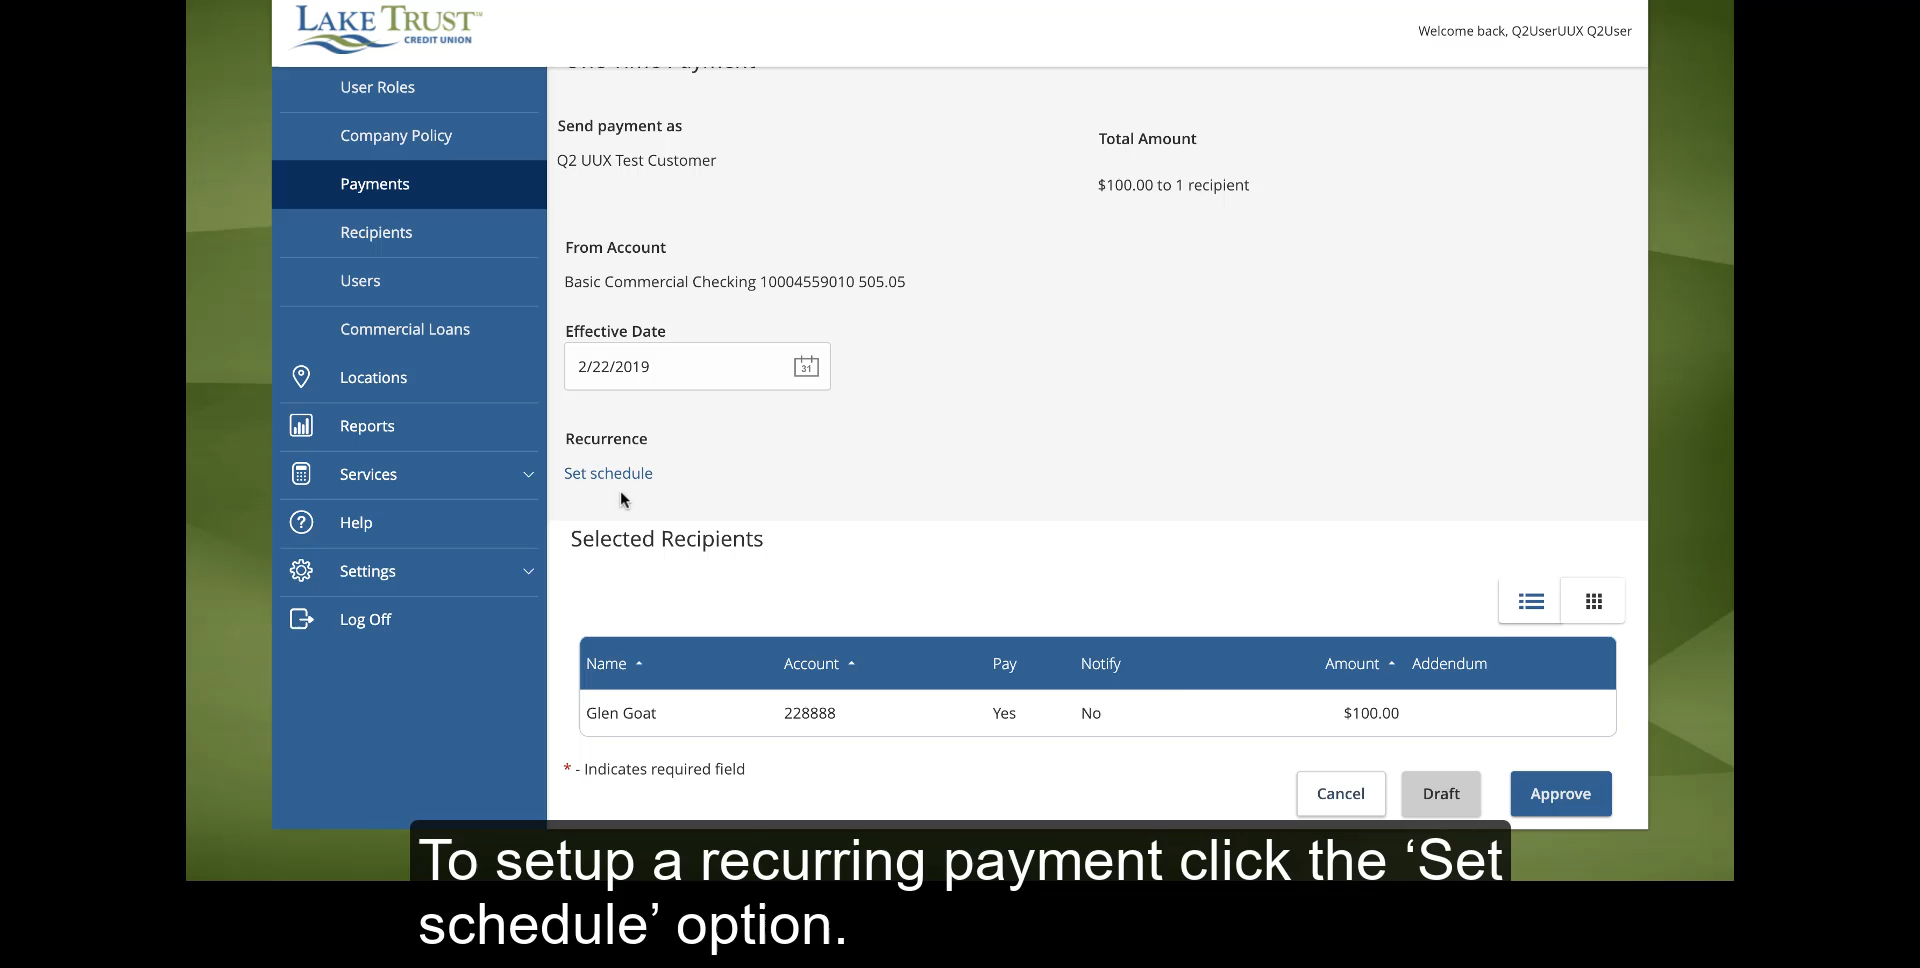 LAKE TRUST
CREDIT UNION
Welcome back, Q2UserUUX Q2User
User Roles
Company Policy
Payments
Recipients
Users
Commercial Loans
Locations
Reports
Services
Help
Settings
Log Off
Send payment as
Q2 UUX Test Customer
Total Amount
$100.00 to 1 recipient
From Account
Basic Commercial Checking 10004559010 505.05
Effective Date
2/22/2019
31
Recurrence
Set schedule
Selected Recipients
Name Account Pay Notify Amount Addendum
Glen Goat 228888 Yes No $100.00
* - Indicates required field
Cancel Draft Approve
To setup a recurring payment click the ‘Set
schedule’ option.